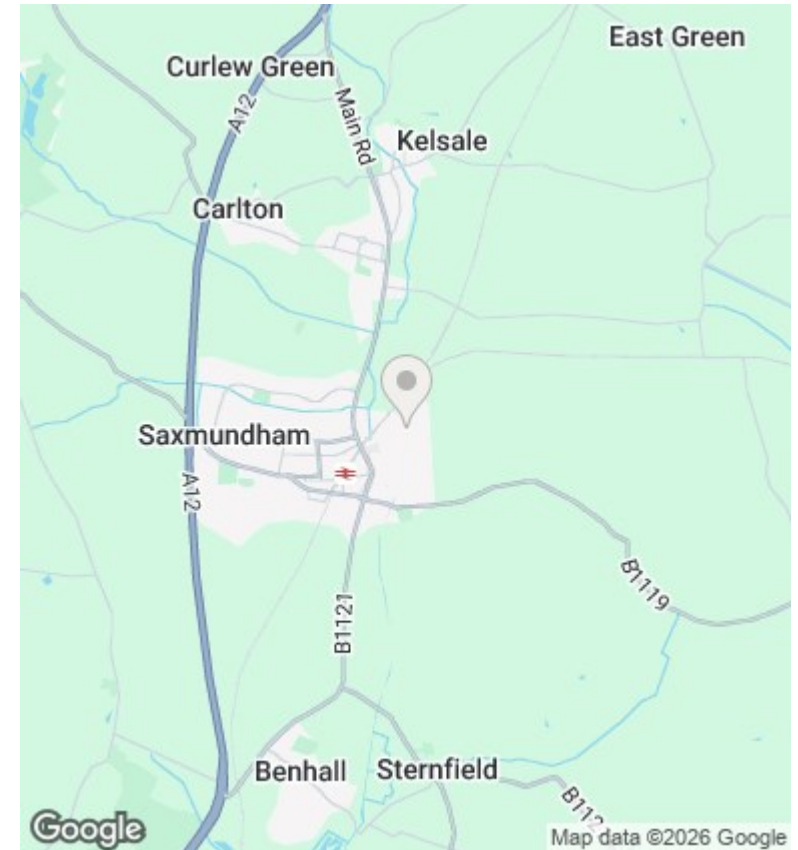 East Green
Curlew Green
A12
Main Rd
Kelsale
Carlton
Saxmundham
A12
B1119
B1121
Benhall
Sternfield
B112
Google
Map data ©2026 Google